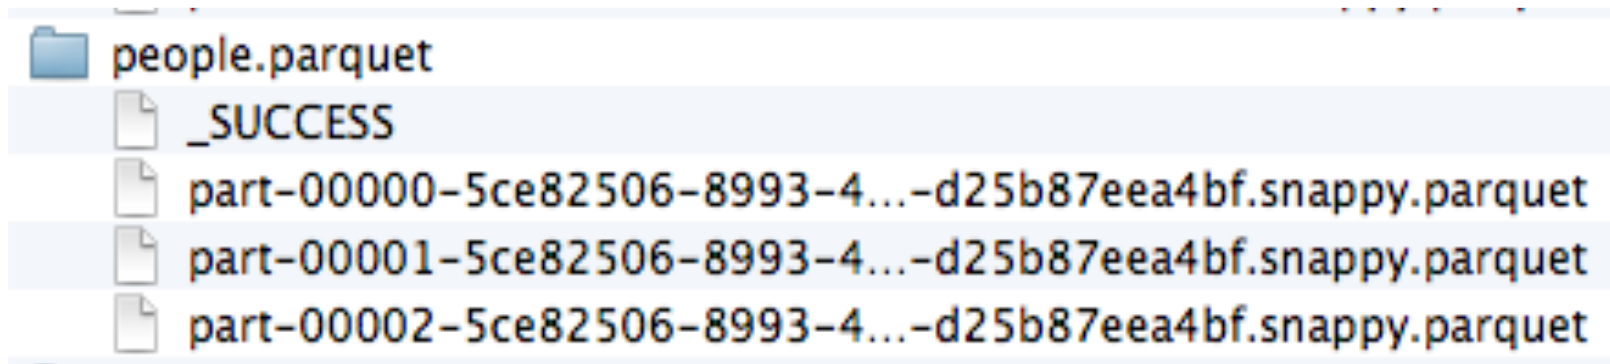 people.parquet
_SUCCESS
part-00000-5ce82506-8993-4...-d25b87eea4bf.snappy.parquet
part-00001-5ce82506-8993-4...-d25b87eea4bf.snappy.parquet
part-00002-5ce82506-8993-4...-d25b87eea4bf.snappy.parquet